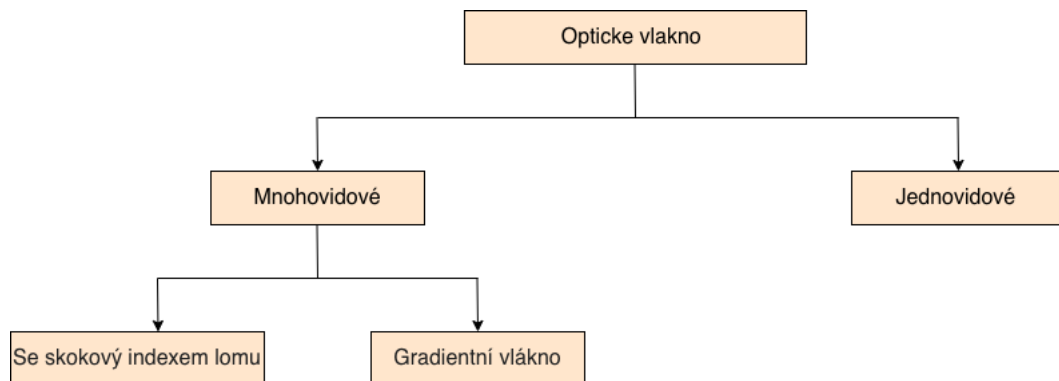 Opticke vlakno
Mnohovidové
Jednovidové
Se skokový indexem lomu
Gradientní vlákno